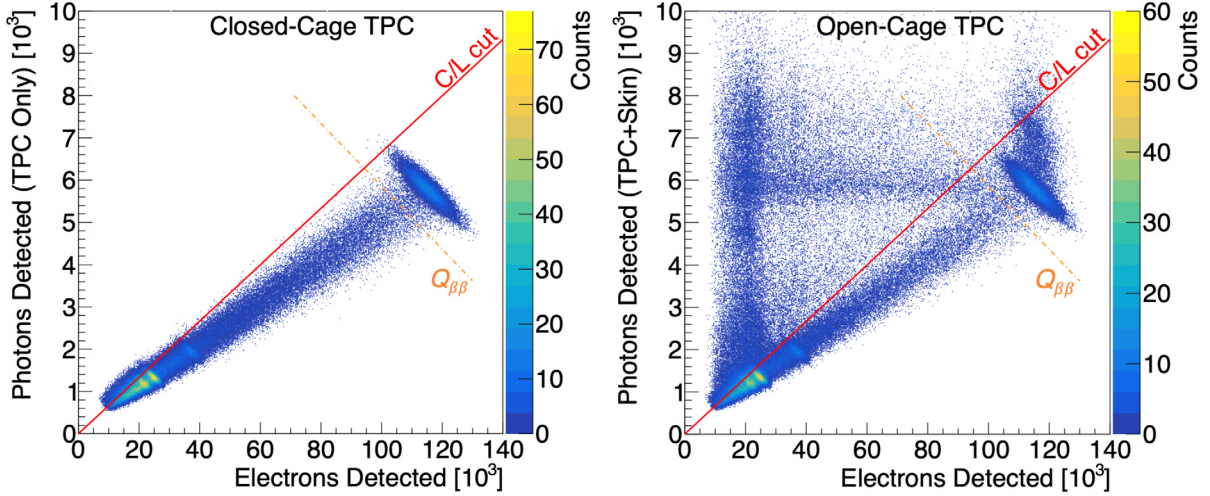 Closed-Cage TPC
Photons Detected (TPC Only) [10³]
10
9
8
7
6
5
4
3
2
1
0
C/L cut
Qββ
0 20 40 60 80 100 120 140
Electrons Detected [10³]
Counts
70
60
50
40
30
20
10
0
Open-Cage TPC
Photons Detected (TPC+Skin) [10³]
10
9
8
7
6
5
4
3
2
1
0
C/L cut
Qββ
0 20 40 60 80 100 120 140
Electrons Detected [10³]
Counts
60
50
40
30
20
10
0